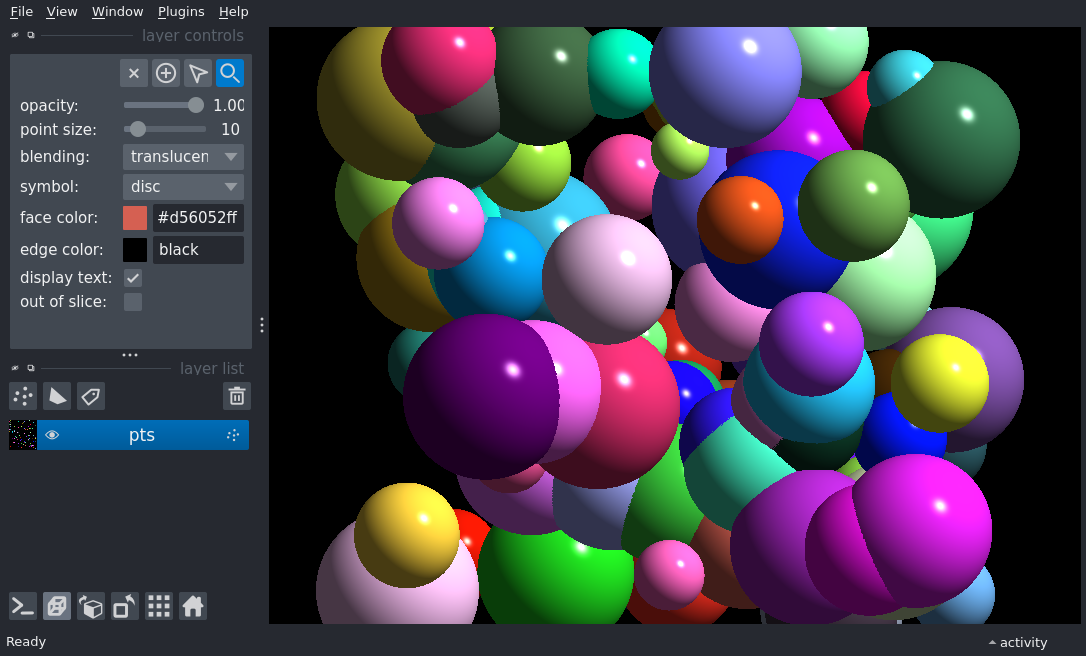 File View Window Plugins Help
layer controls
opacity: 1.00
point size: 10
blending: translucen
symbol: disc
face color: #d56052ff
edge color: black
display text:
out of slice:
layer list
pts
Ready
activity